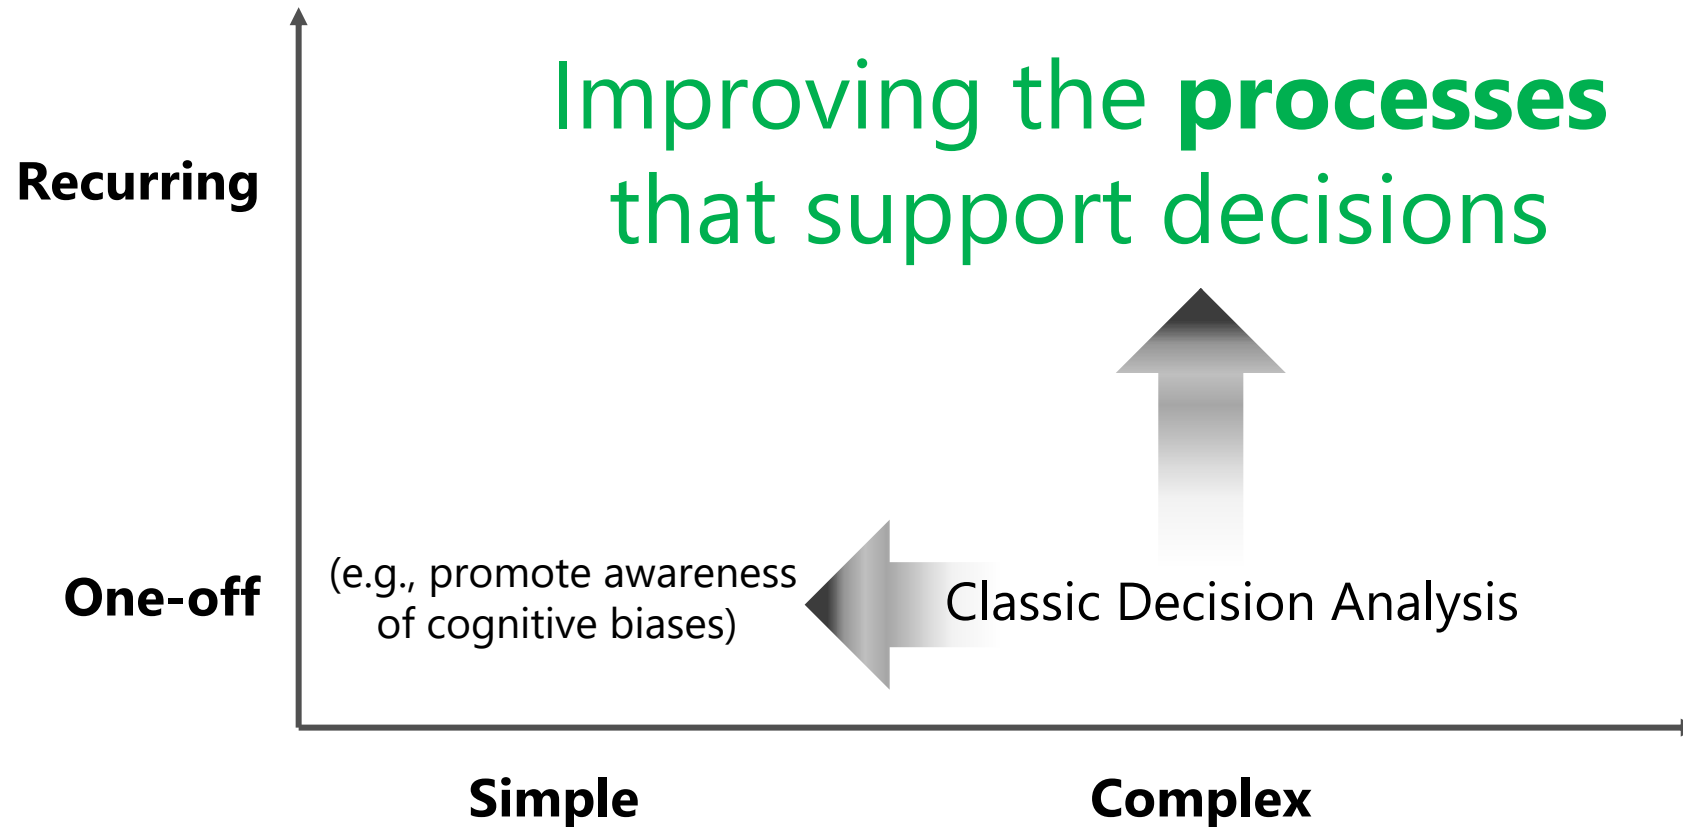 Improving the processes
that support decisions
Recurring
One-off
(e.g., promote awareness
of cognitive biases)
Classic Decision Analysis
Simple
Complex